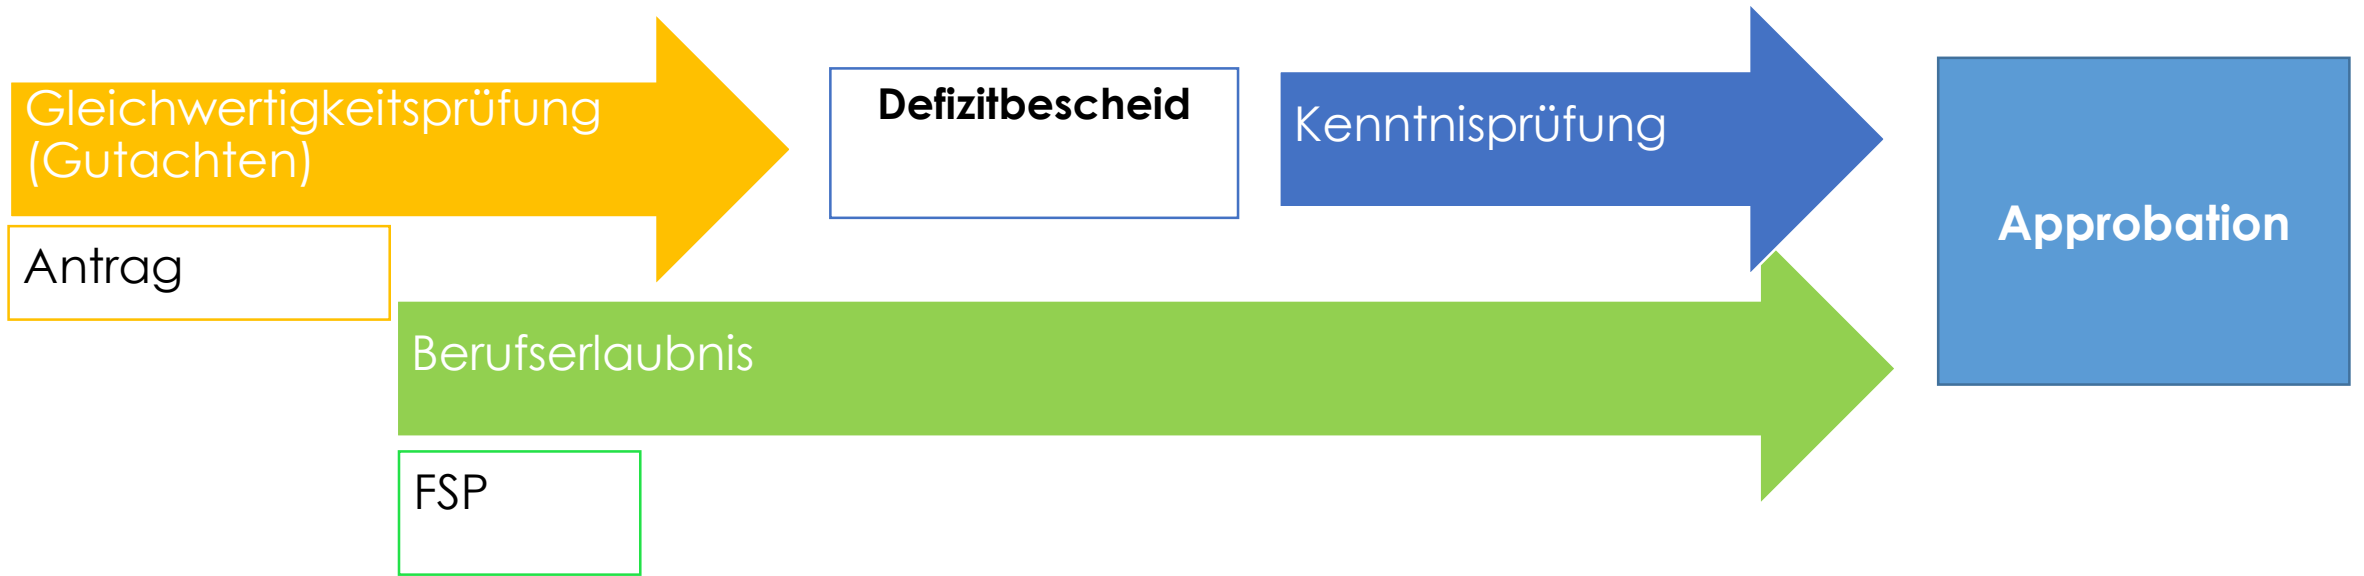 Gleichwertigkeitsprüfung
(Gutachten)
Defizitbescheid
Kenntnisprüfung
Approbation
Antrag
Berufserlaubnis
FSP